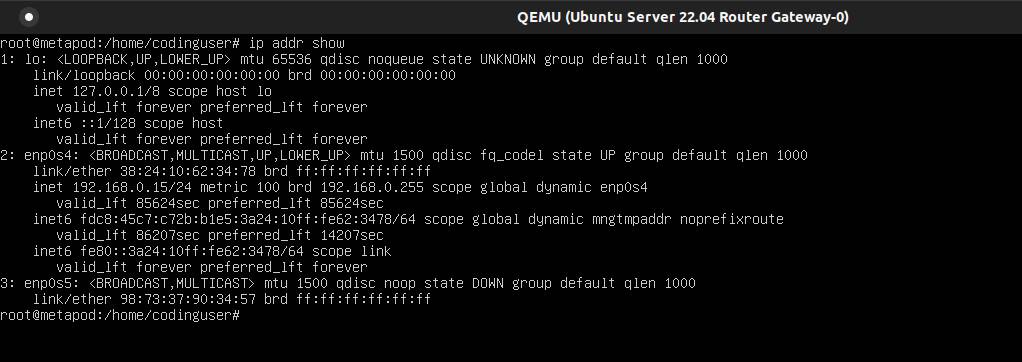 QEMU (Ubuntu Server 22.04 Router Gateway-0)
root@metapod:/home/codinguser# ip addr show
1: lo: <LOOPBACK,UP,LOWER_UP> mtu 65536 qdisc noqueue state UNKNOWN group default qlen 1000
    link/loopback 00:00:00:00:00:00 brd 00:00:00:00:00:00
    inet 127.0.0.1/8 scope host lo
       valid_lft forever preferred_lft forever
    inet6 ::1/128 scope host
       valid_lft forever preferred_lft forever
2: enp0s4: <BROADCAST,MULTICAST,UP,LOWER_UP> mtu 1500 qdisc fq_codel state UP group default qlen 1000
    link/ether 38:24:10:62:34:78 brd ff:ff:ff:ff:ff:ff
    inet 192.168.0.15/24 metric 100 brd 192.168.0.255 scope global dynamic enp0s4
       valid_lft 85624sec preferred_lft 85624sec
    inet6 fdc8:45c7:c72b:b1e5:3a24:10ff:fe62:3478/64 scope global dynamic mngtmpaddr noprefixroute
       valid_lft 86207sec preferred_lft 14207sec
    inet6 fe80::3a24:10ff:fe62:3478/64 scope link
       valid_lft forever preferred_lft forever
3: enp0s5: <BROADCAST,MULTICAST> mtu 1500 qdisc noop state DOWN group default qlen 1000
    link/ether 98:73:37:90:34:57 brd ff:ff:ff:ff:ff:ff
root@metapod:/home/codinguser#